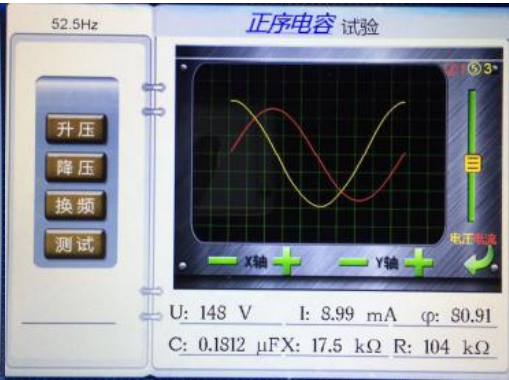 52.5Hz
正序电容 试验
升压
降压
换频
测试
电压电流
X轴
Y轴
U: 148 V I: 8.99 mA φ: 80.91
C: 0.1812 μF X: 17.5 kΩ R: 104 kΩ